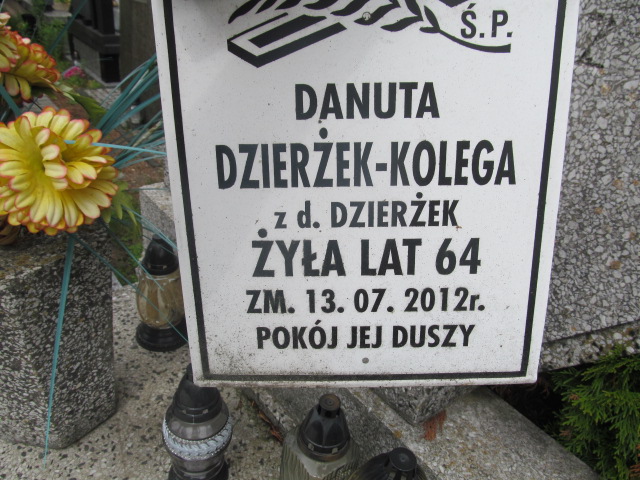 Ś.P.
DANUTA
DZIERŻEK-KOLEGA
z d. DZIERŻEK
ŻYŁA LAT 64
ZM. 13. 07. 2012r.
POKÓJ JEJ DUSZY